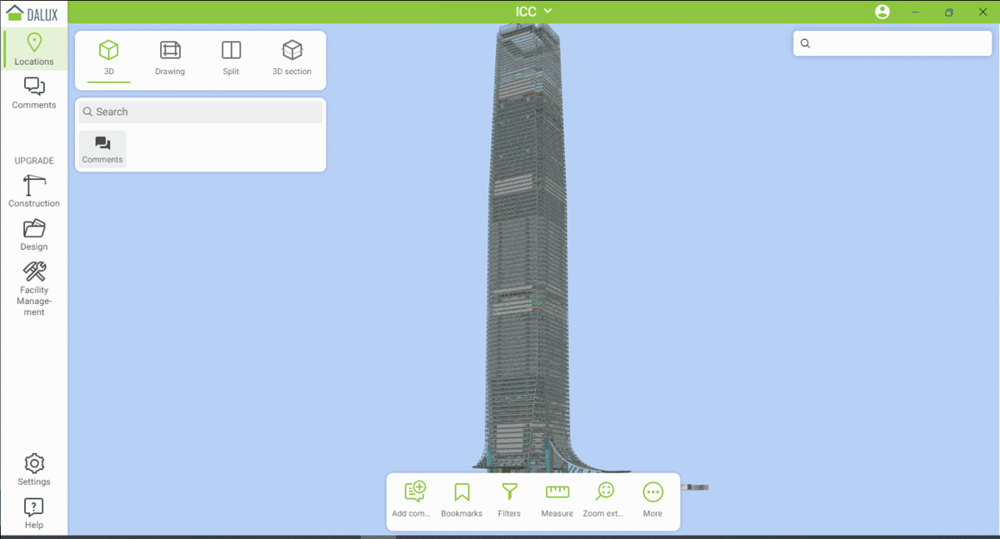 DALUX
ICC
Locations
Comments
UPGRADE
Construction
Design
Facility
Manage-
ment
Settings
Help
3D
Drawing
Split
3D section
Search
Comments
Add com...
Bookmarks
Filters
Measure
Zoom ext...
More